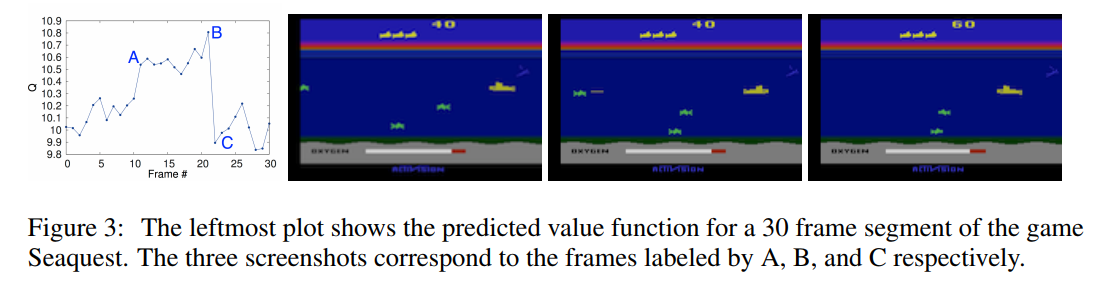 10.9
10.8
10.7
10.6
10.5
10.4
10.3
10.2
10.1
10
9.9
9.8
Q
A
B
C
0 5 10 15 20 25 30
Frame #
40
OXYGEN
ACTIVISION
40
OXYGEN
ACTIVISION
60
OXYGEN
ACTIVISION
Figure 3: The leftmost plot shows the predicted value function for a 30 frame segment of the game
Seaquest. The three screenshots correspond to the frames labeled by A, B, and C respectively.